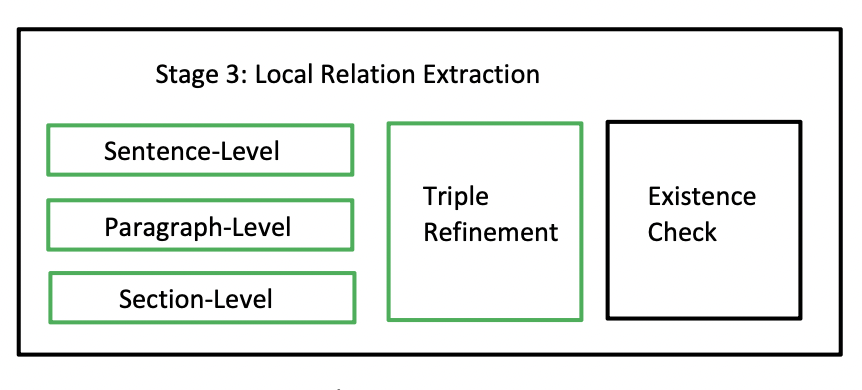 Stage 3: Local Relation Extraction
Sentence-Level
Paragraph-Level
Section-Level
Triple
Refinement
Existence
Check